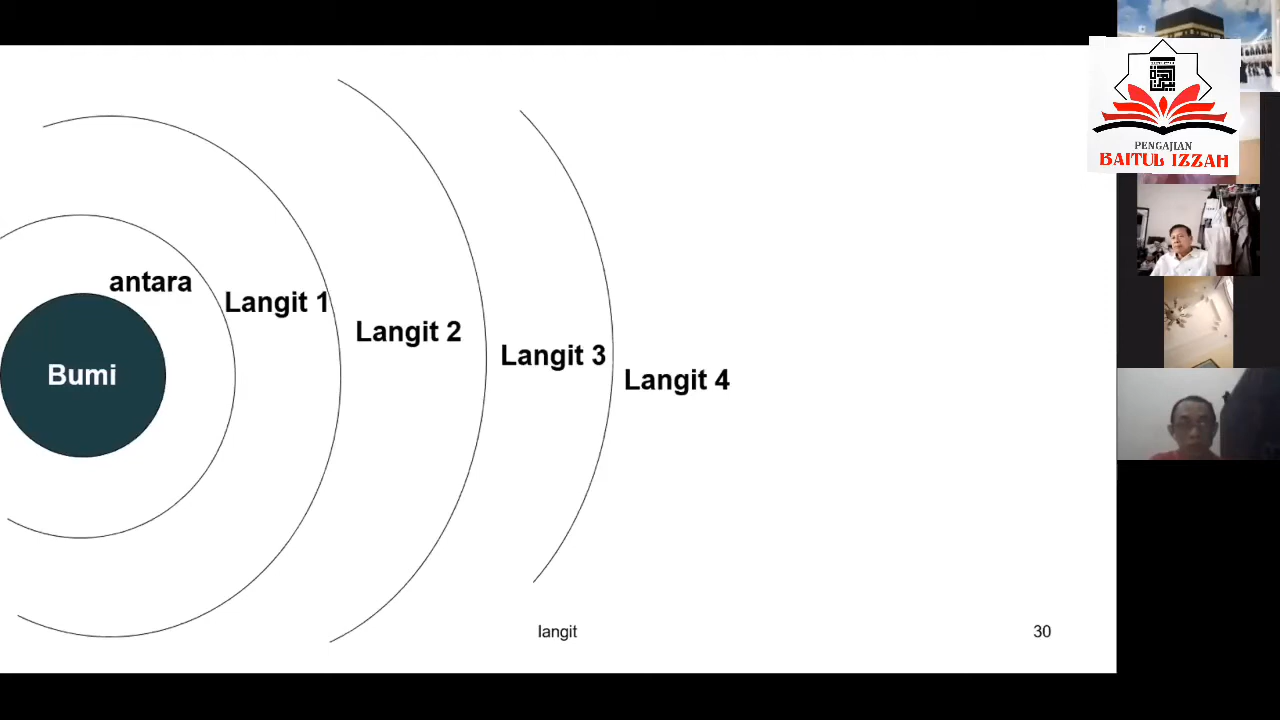 antara
Langit 1
Langit 2
Langit 3
Langit 4
Bumi
langit
30
PENGAJIAN
BAITUL IZZAH